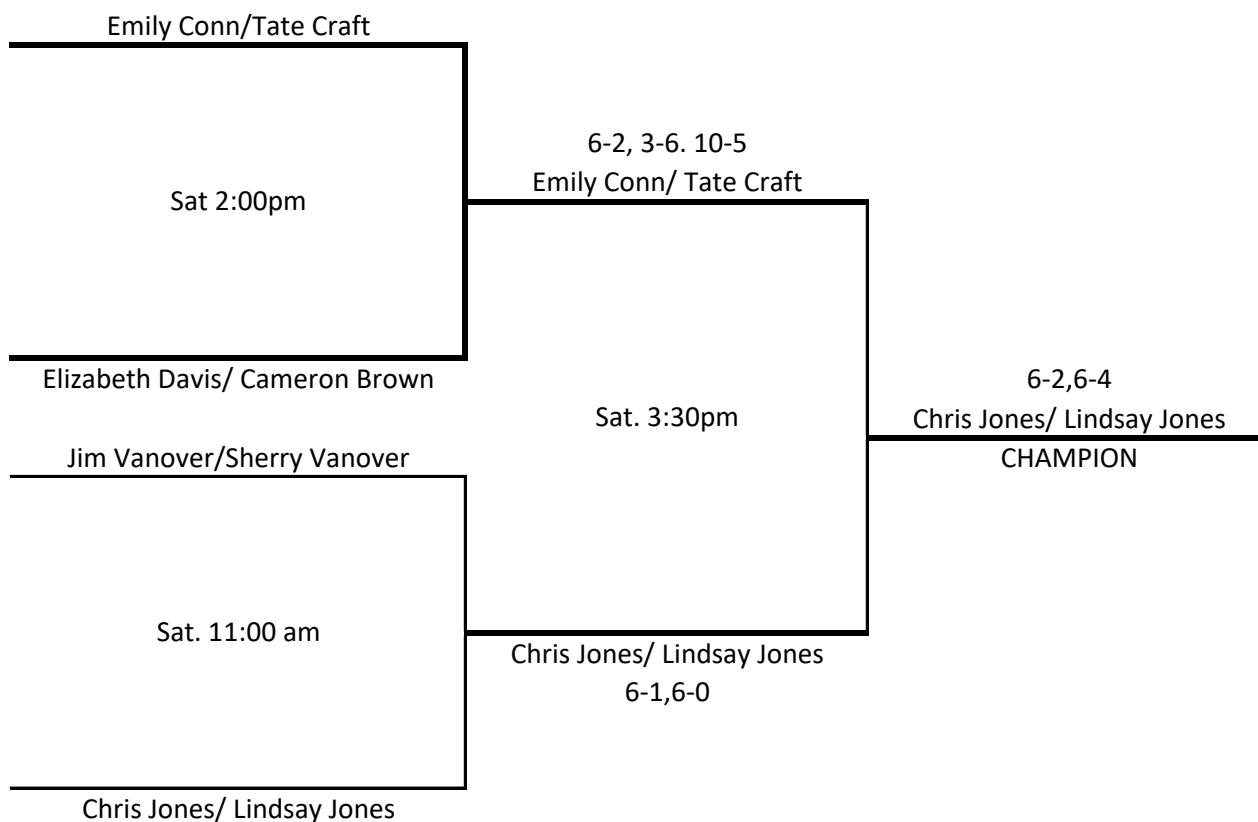 Emily Conn/Tate Craft
6-2, 3-6. 10-5
Emily Conn/ Tate Craft
Sat 2:00pm
Elizabeth Davis/ Cameron Brown
6-2,6-4
Chris Jones/ Lindsay Jones
CHAMPION
Sat. 3:30pm
Jim Vanover/Sherry Vanover
Sat. 11:00 am
Chris Jones/ Lindsay Jones
6-1,6-0
Chris Jones/ Lindsay Jones